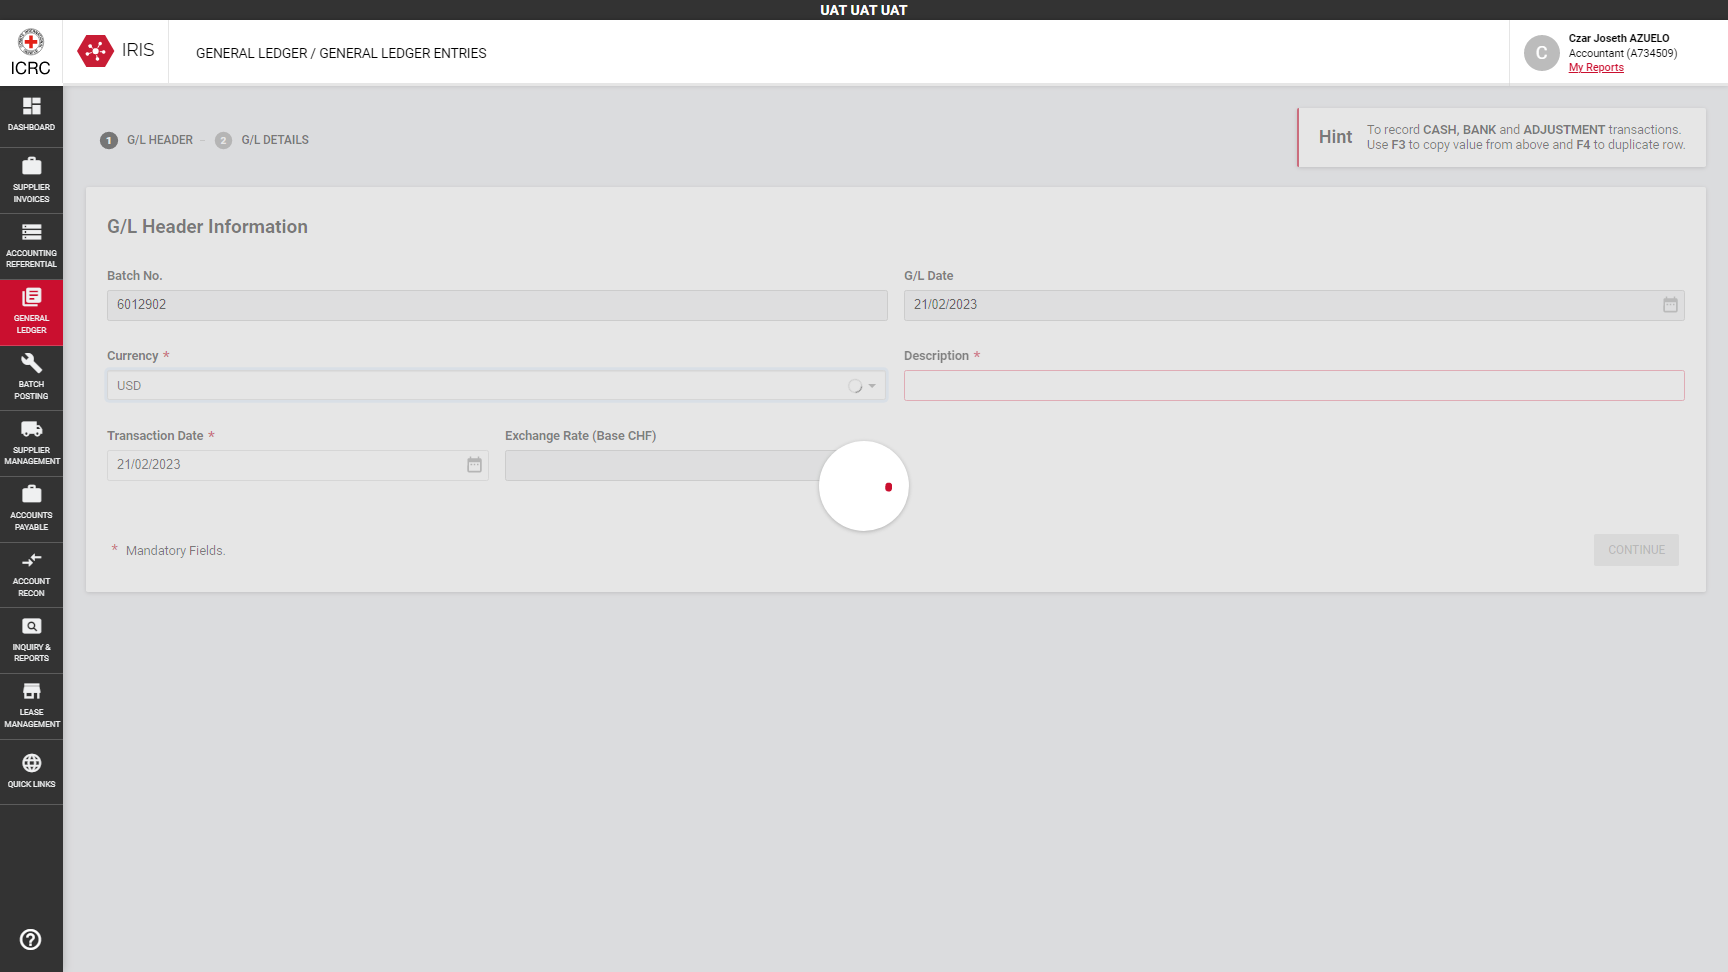 UAT UAT UAT
ICRC
IRIS
GENERAL LEDGER / GENERAL LEDGER ENTRIES
C
Czar Joseth AZUELO
Accountant (A734509)
My Reports
DASHBOARD
SUPPLIER
INVOICES
ACCOUNTING
REFERENTIAL
GENERAL
LEDGER
BATCH
POSTING
SUPPLIER
MANAGEMENT
ACCOUNTS
PAYABLE
ACCOUNT
RECON
INQUIRY &
REPORTS
LEASE
MANAGEMENT
QUICK LINKS
1 G/L HEADER - 2 G/L DETAILS
Hint
To record CASH, BANK and ADJUSTMENT transactions.
Use F3 to copy value from above and F4 to duplicate row.
G/L Header Information
Batch No.
6012902
G/L Date
21/02/2023
Currency *
USD
Description *
Transaction Date *
21/02/2023
Exchange Rate (Base CHF)
* Mandatory Fields.
CONTINUE